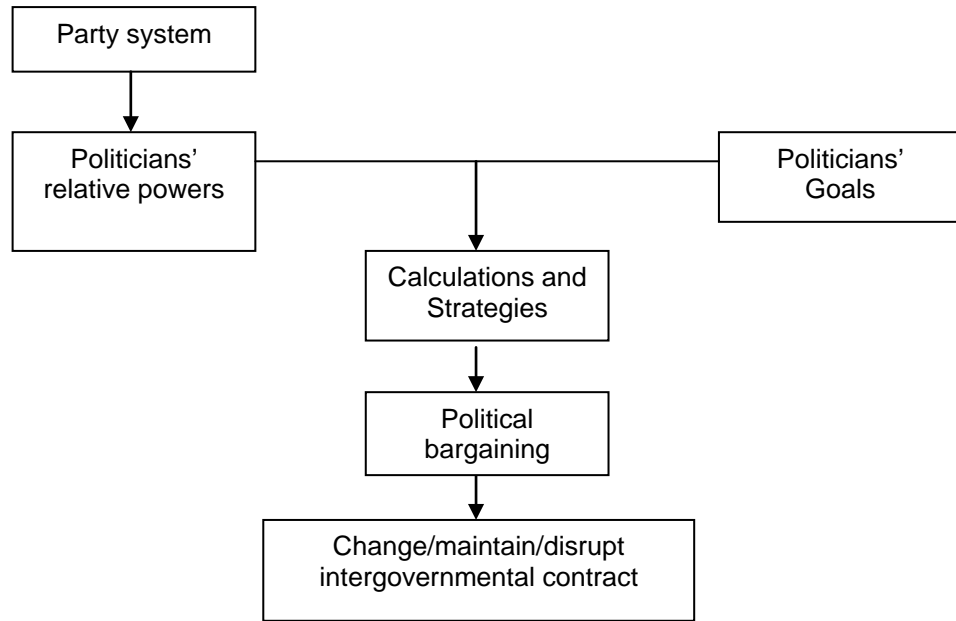 Party system
Politicians’
relative powers
Politicians’
Goals
Calculations and
Strategies
Political
bargaining
Change/maintain/disrupt
intergovernmental contract